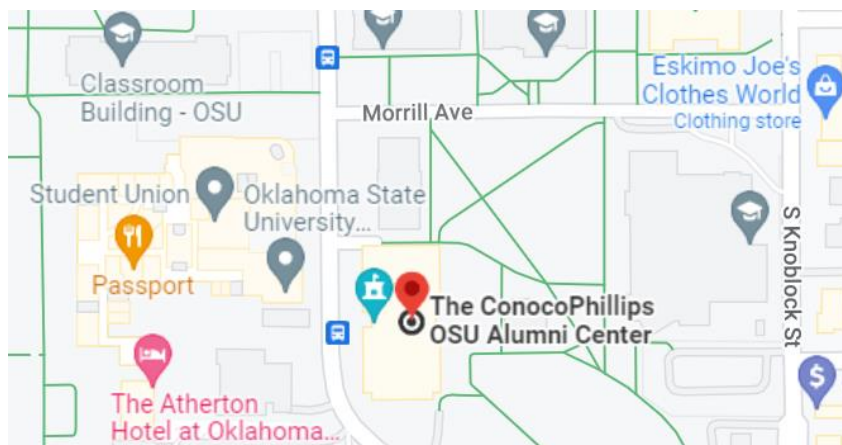 Classroom
Building - OSU
Morrill Ave
Eskimo Joe's
Clothes World
Clothing store
Student Union
Oklahoma State
University...
Passport
S Knoblock St
The ConocoPhillips
OSU Alumni Center
The Atherton
Hotel at Oklahoma...
$